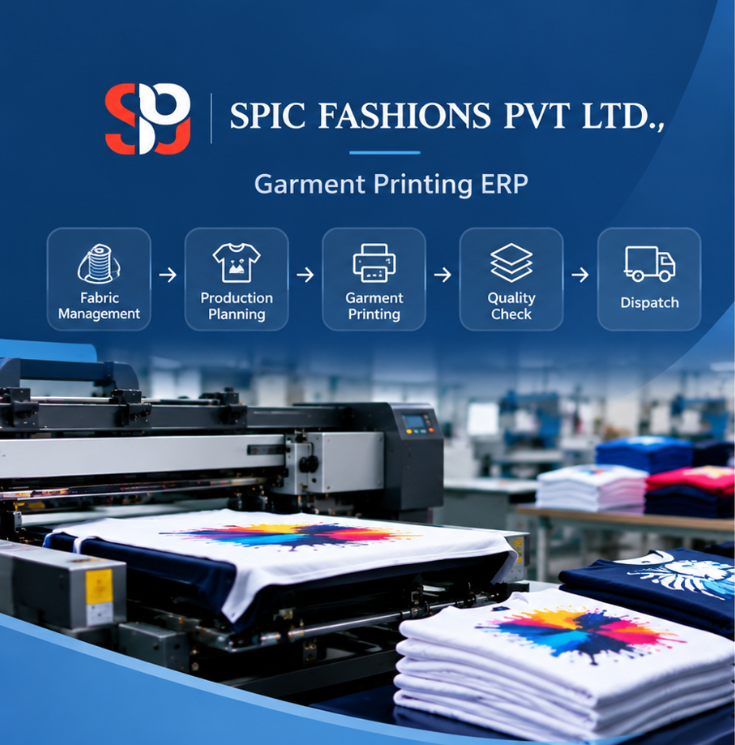 SPIC FASHIONS PVT LTD.,
Garment Printing ERP
Fabric
Management
Production
Planning
Garment
Printing
Quality
Check
Dispatch